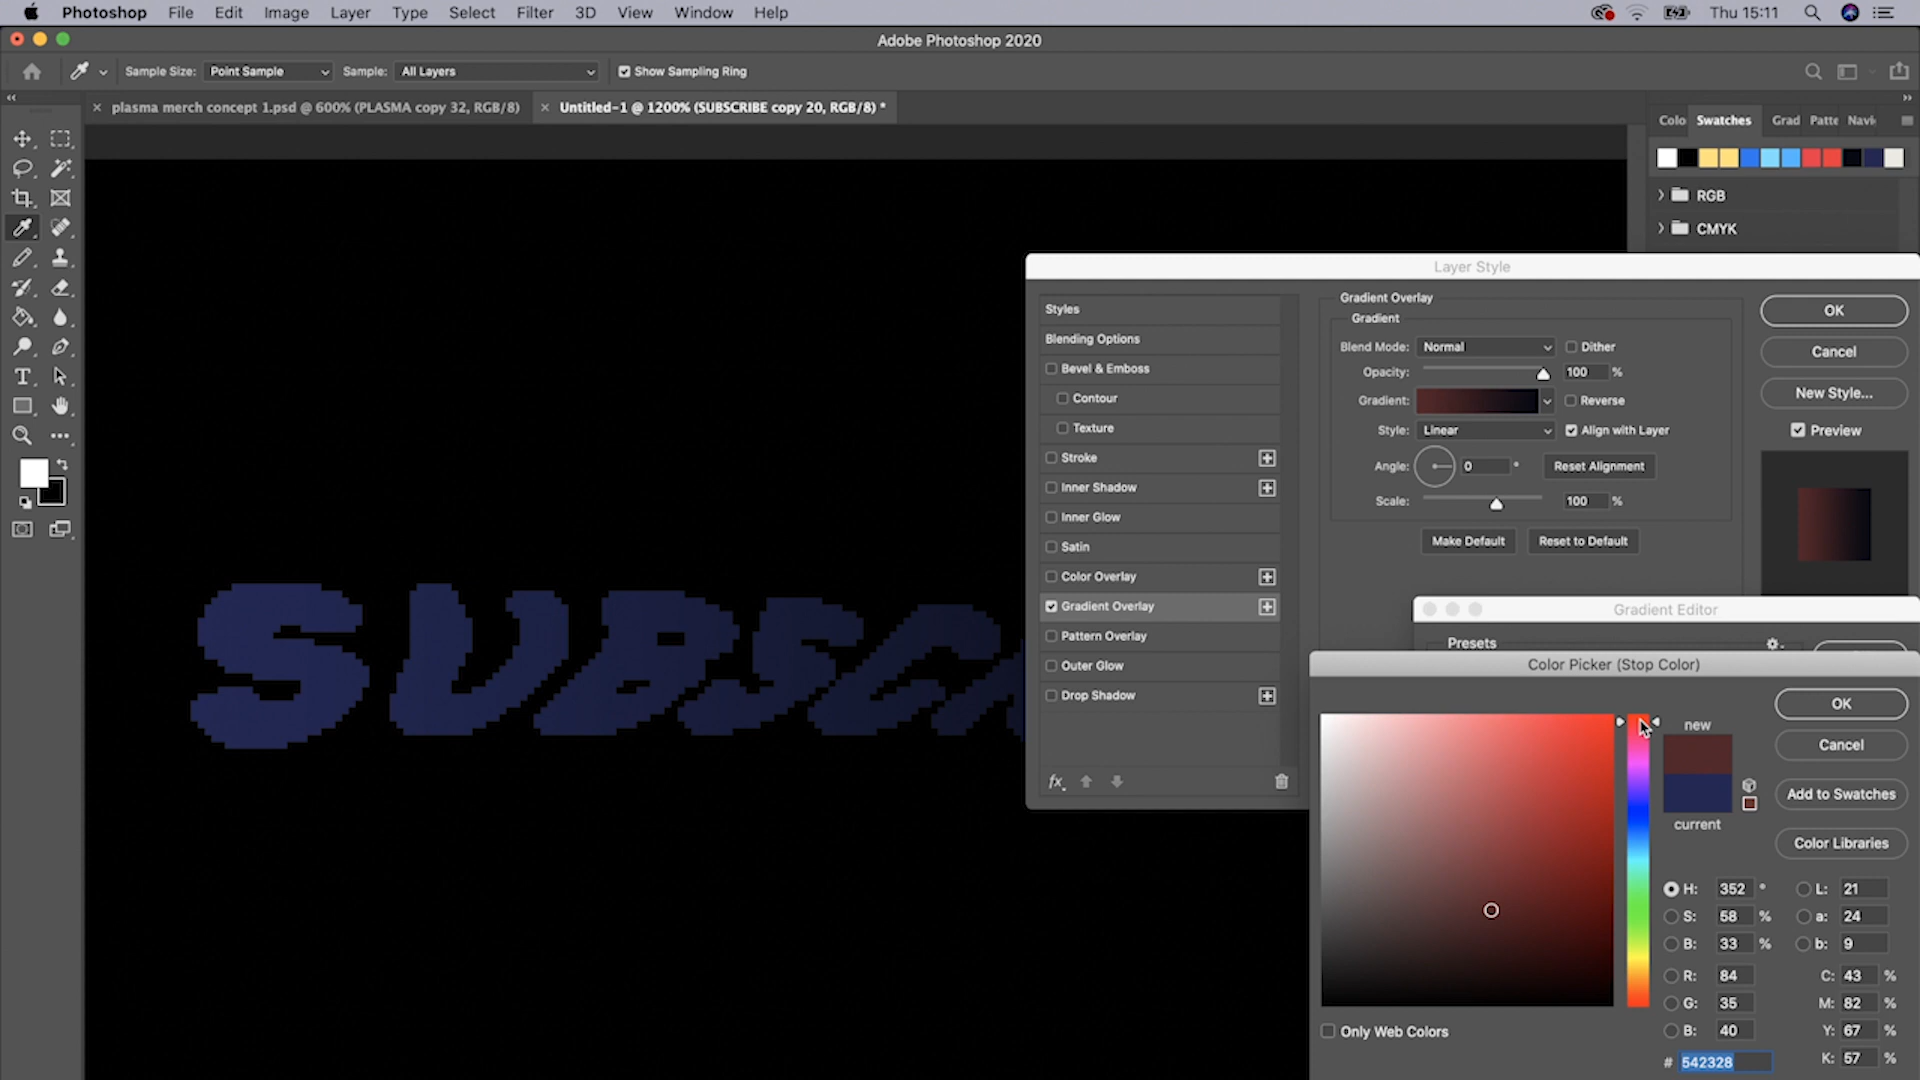 Photoshop File Edit Image Layer Type Select Filter 3D View Window Help Thu 15:11
Adobe Photoshop 2020
Sample Size: Point Sample Sample: All Layers Show Sampling Ring
plasma merch concept 1.psd @ 600% (PLASMA copy 32, RGB/8) Untitled-1 @ 1200% (SUBSCRIBE copy 20, RGB/8) *
Colo Swatches Grad Patte Navi
RGB
CMYK
Layer Style
Styles
Blending Options
Bevel & Emboss
Contour
Texture
Stroke
Inner Shadow
Inner Glow
Satin
Color Overlay
Gradient Overlay
Pattern Overlay
Outer Glow
Drop Shadow
fx
Gradient Overlay
Gradient
Blend Mode: Normal Dither
Opacity: 100 %
Gradient: Reverse
Style: Linear Align with Layer
Angle: 0 ° Reset Alignment
Scale: 100 %
Make Default Reset to Default
OK
Cancel
New Style...
Preview
SUBSCR
Gradient Editor
Presets
Color Picker (Stop Color)
new
current
OK
Cancel
Add to Swatches
Color Libraries
H: 352 ° L: 21
S: 58 % a: 24
B: 33 % b: 9
R: 84 C: 43 %
G: 35 M: 82 %
B: 40 Y: 67 %
# 542328 K: 57 %
Only Web Colors